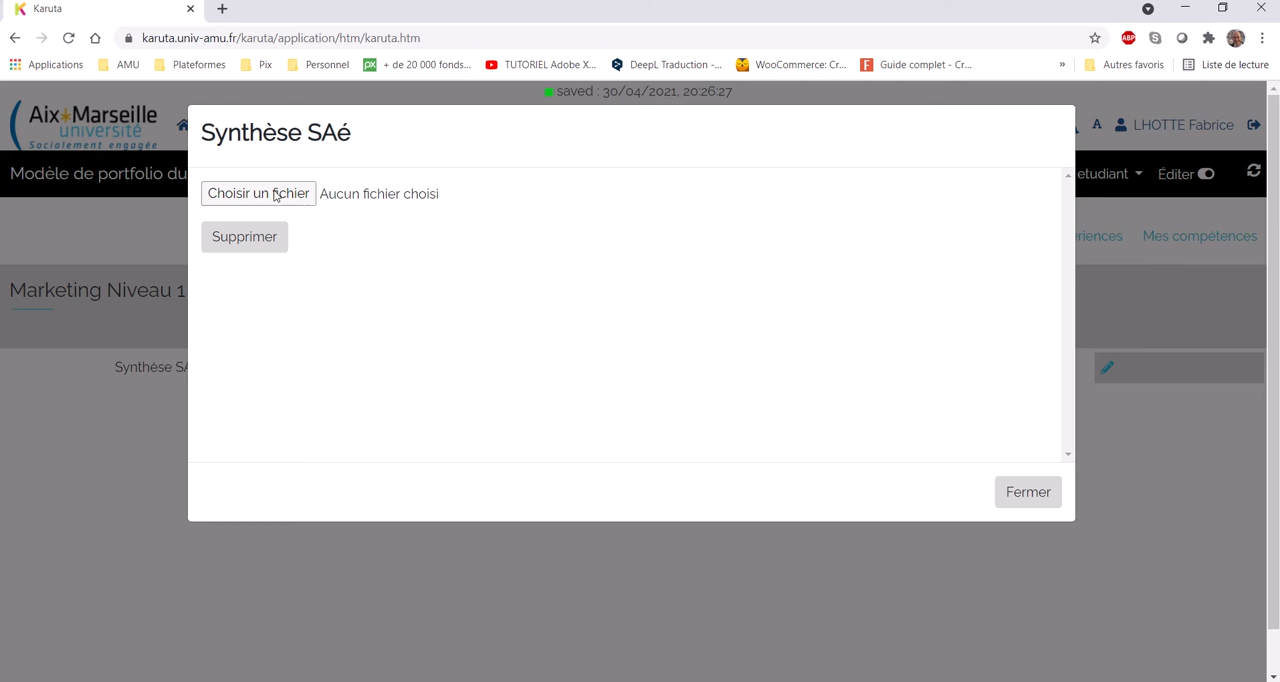 Karuta
karuta.univ-amu.fr/karuta/application/htm/karuta.htm
ABP
Applications AMU Plateformes Pix Personnel px + de 20 000 fonds... TUTORIEL Adobe X... DeepL Traduction -... WooCommerce: Cr... F Guide complet - Cr... » Autres favoris Liste de lecture
saved : 30/04/2021, 20:26:27
Aix Marseille
université
Socialement engagée
A LHOTTE Fabrice
Synthèse SAé
Modèle de portfolio du
etudiant Éditer
Choisir un fichier Aucun fichier choisi
Supprimer
ériences Mes compétences
Marketing Niveau 1
Synthèse SA
Fermer